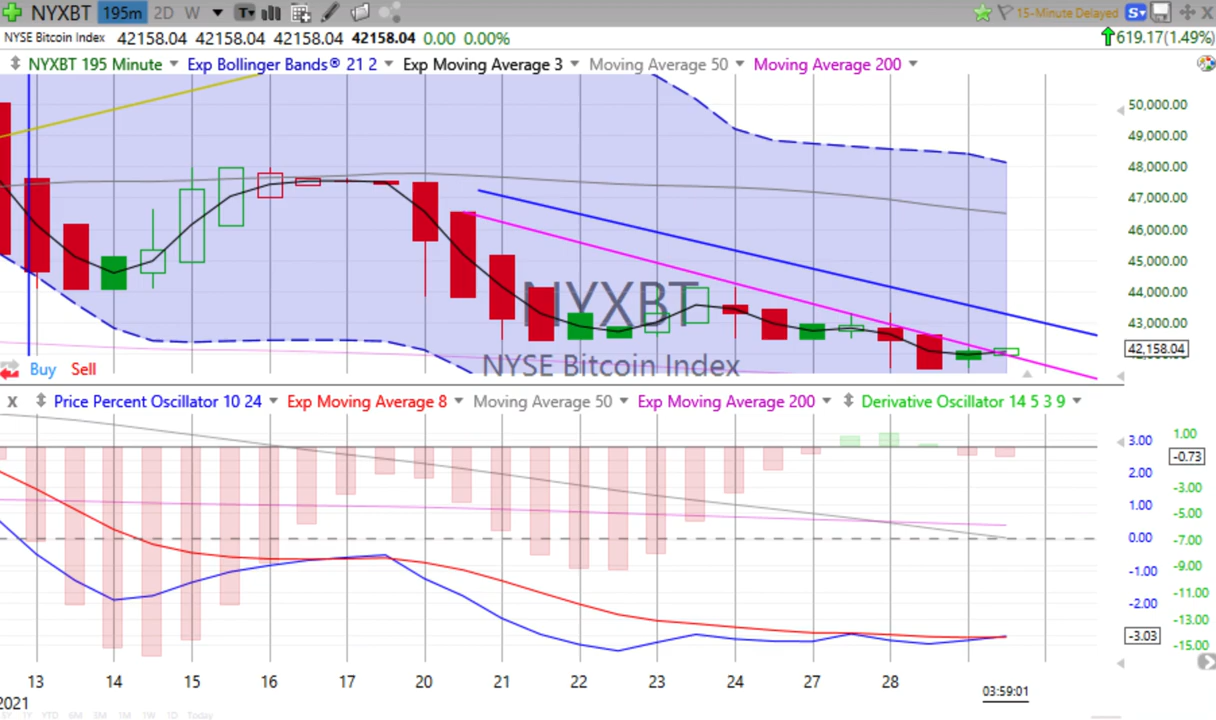 NYXBT 195m 2D W T 15-Minute Delayed S
NYSE Bitcoin Index 42158.04 42158.04 42158.04 42158.04 0.00 0.00% 619.17(1.49%)
NYXBT 195 Minute Exp Bollinger Bands® 21 2 Exp Moving Average 3 Moving Average 50 Moving Average 200
50,000.00
49,000.00
48,000.00
47,000.00
46,000.00
45,000.00
44,000.00
43,000.00
42,158.04
NYXBT
NYSE Bitcoin Index
Buy Sell
X Price Percent Oscillator 10 24 Exp Moving Average 8 Moving Average 50 Exp Moving Average 200 Derivative Oscillator 14 5 3 9
3.00 1.00
-0.73
2.00 -3.00
1.00 -5.00
0.00 -7.00
-1.00 -9.00
-11.00
-2.00 -13.00
-3.03 -15.00
13 14 15 16 17 20 21 22 23 24 27 28
2021 03:59:01
YTD 6M 3M 1M 1W 1D Today